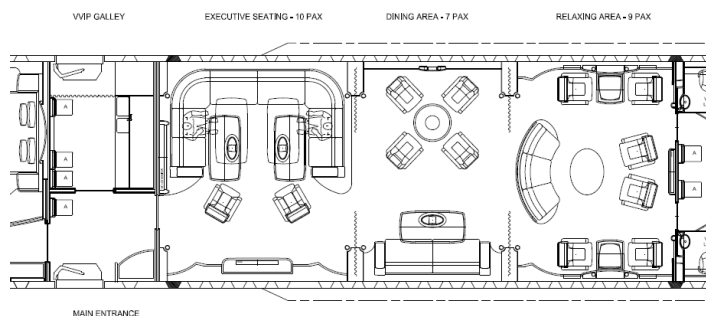 VVIP GALLEY
EXECUTIVE SEATING - 10 PAX
DINING AREA - 7 PAX
RELAXING AREA - 9 PAX
A
A
A
A
A
A
MAIN ENTRANCE